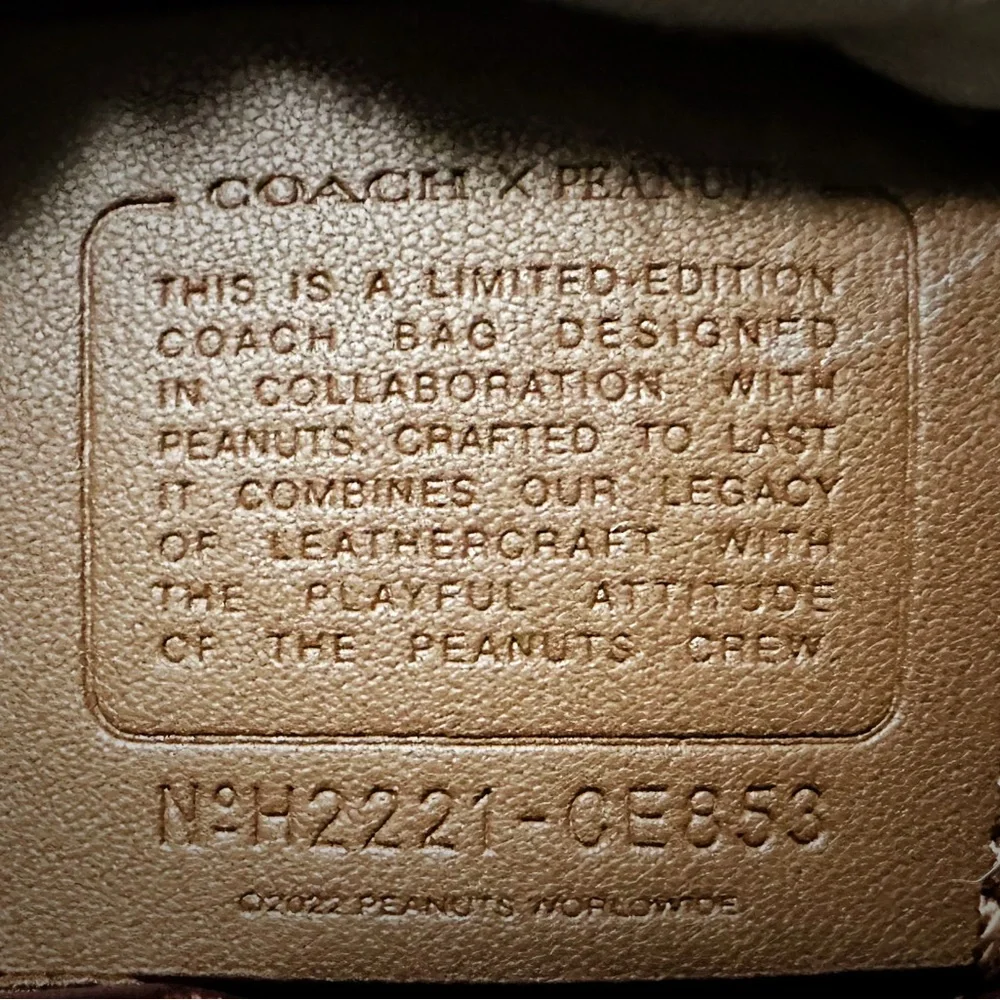 COACH × PEANUTS
THIS IS A LIMITED-EDITION
COACH BAG DESIGNED
IN COLLABORATION WITH
PEANUTS. CRAFTED TO LAST,
IT COMBINES OUR LEGACY
OF LEATHERCRAFT WITH
THE PLAYFUL ATTITUDE
OF THE PEANUTS CREW.
NºH2221-CE853
©2022 PEANUTS WORLDWIDE